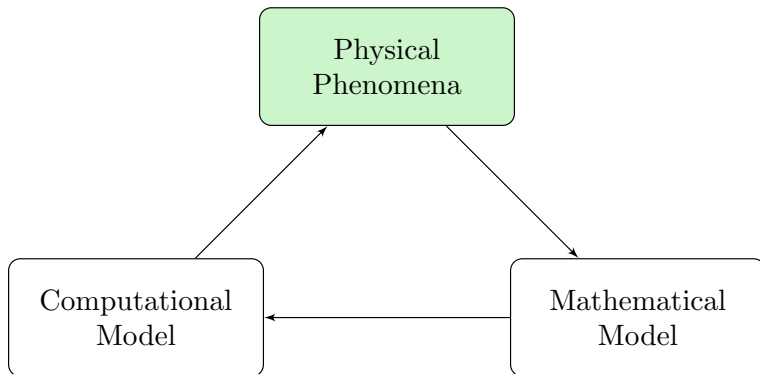 Physical
Phenomena
Computational
Model
Mathematical
Model